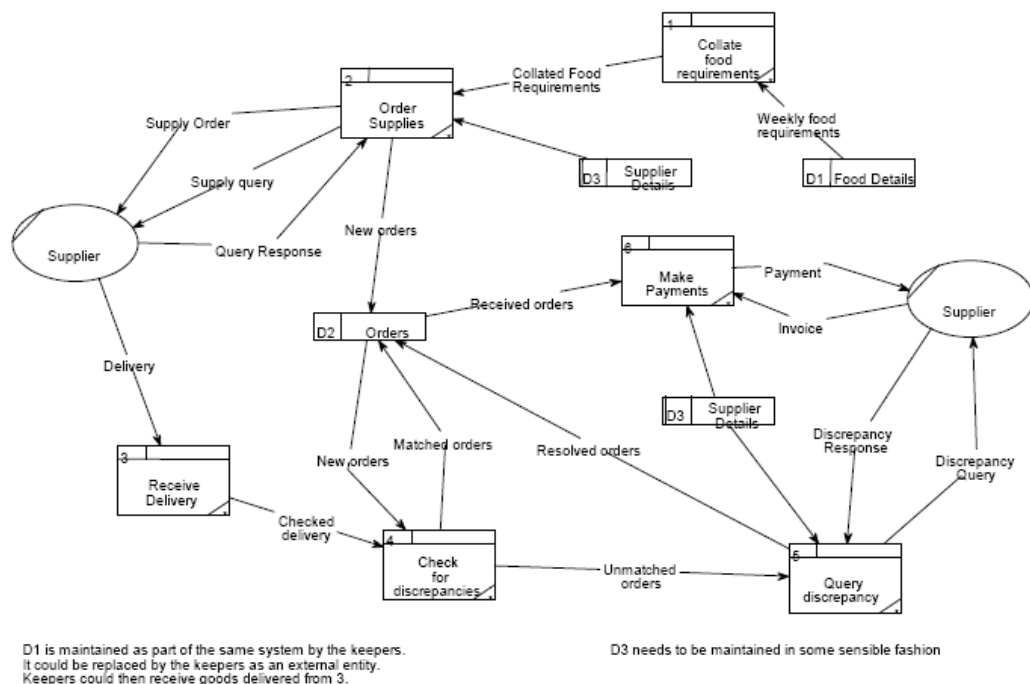 1
Collate
food
requirements
Collated Food
Requirements
2
Order
Supplies
Supply Order
Weekly food
requirements
D3
Supplier
Details
D1
Food Details
Supply query
Supplier
Query Response
New orders
6
Make
Payments
Payment
Received orders
Invoice
Supplier
D2
Orders
Delivery
D3
Supplier
Details
Discrepancy
Response
Discrepancy
Query
Matched orders
Resolved orders
New orders
3
Receive
Delivery
Checked
delivery
4
Check
for
discrepancies
Unmatched
orders
5
Query
discrepancy
D1 is maintained as part of the same system by the keepers.
It could be replaced by the keepers as an external entity.
Keepers could then receive goods delivered from 3.
D3 needs to be maintained in some sensible fashion